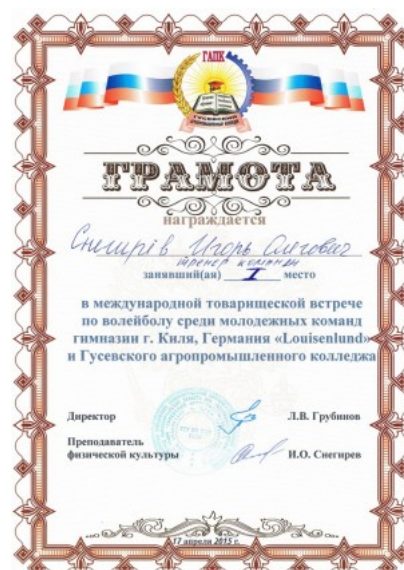 ГАПК
ГРАМОТА
награждается
Снегирёв Игорь Олегович
тренер команды
занявший(ая) I место
в международной товарищеской встрече
по волейболу среди молодежных команд
гимназии г. Киля, Германия «Louisenlund»
и Гусевского агропромышленного колледжа
Директор Л.В. Грубинов
Преподаватель
физической культуры И.О. Снегирев
17 апреля 2015 г.